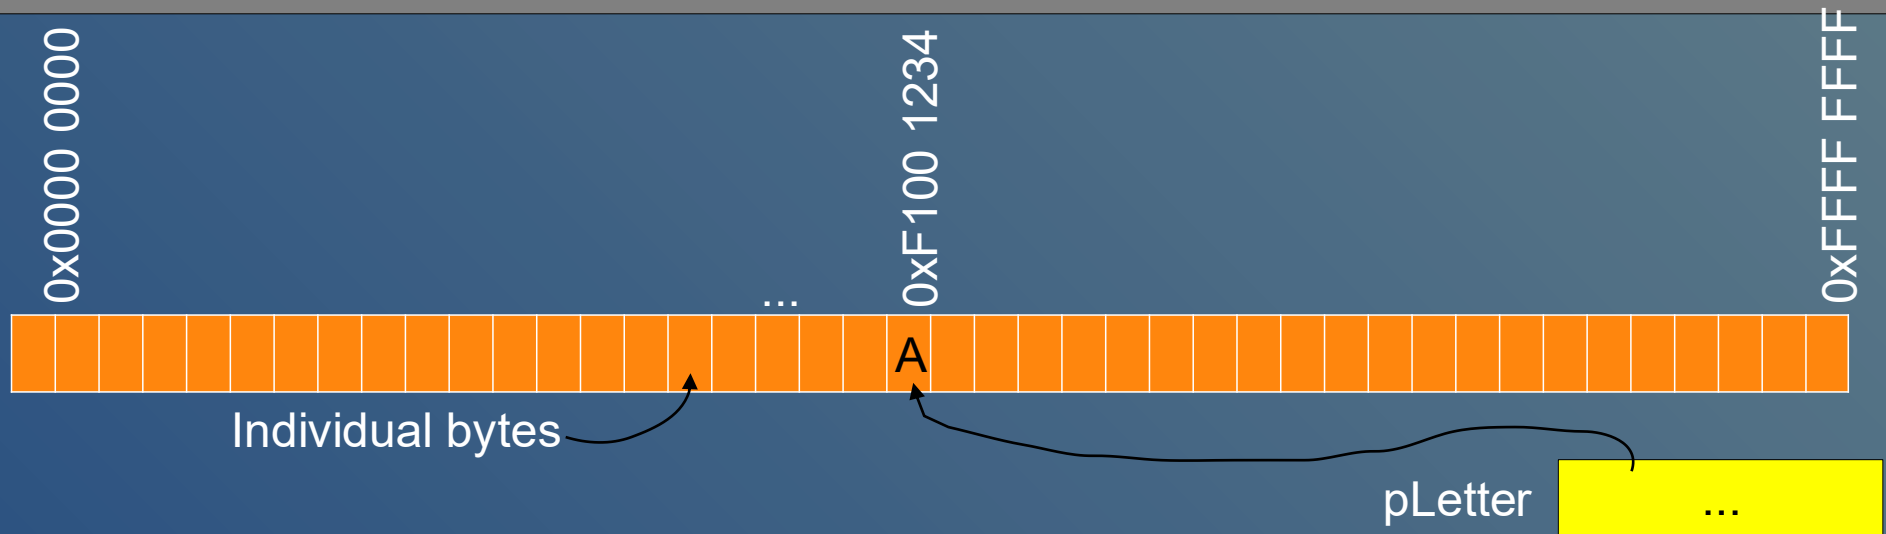 0x0000 0000
0xF100 1234
0xFFFF FFFF
...
A
Individual bytes
pLetter
...